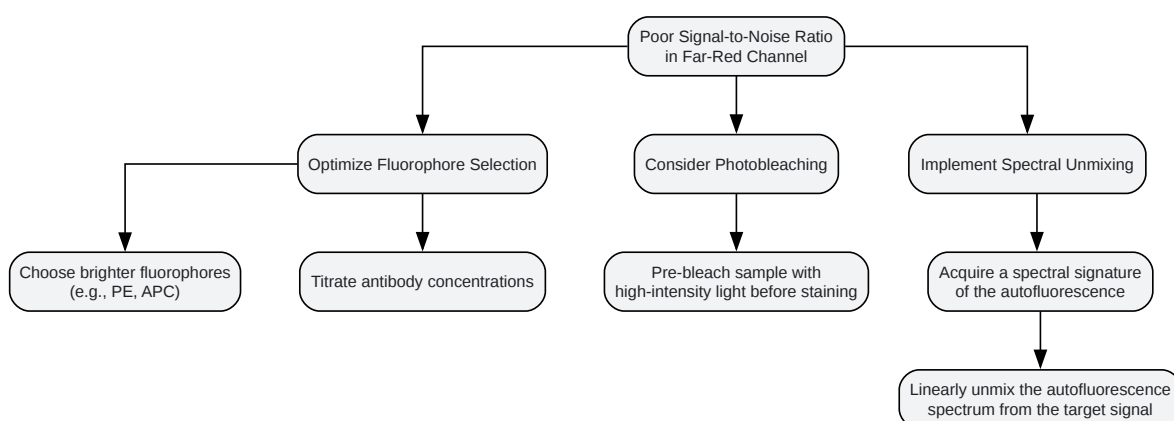 Poor Signal-to-Noise Ratio
in Far-Red Channel
Optimize Fluorophore Selection
Consider Photobleaching
Implement Spectral Unmixing
Choose brighter fluorophores
(e.g., PE, APC)
Titrate antibody concentrations
Pre-bleach sample with
high-intensity light before staining
Acquire a spectral signature
of the autofluorescence
Linearly unmix the autofluorescence
spectrum from the target signal